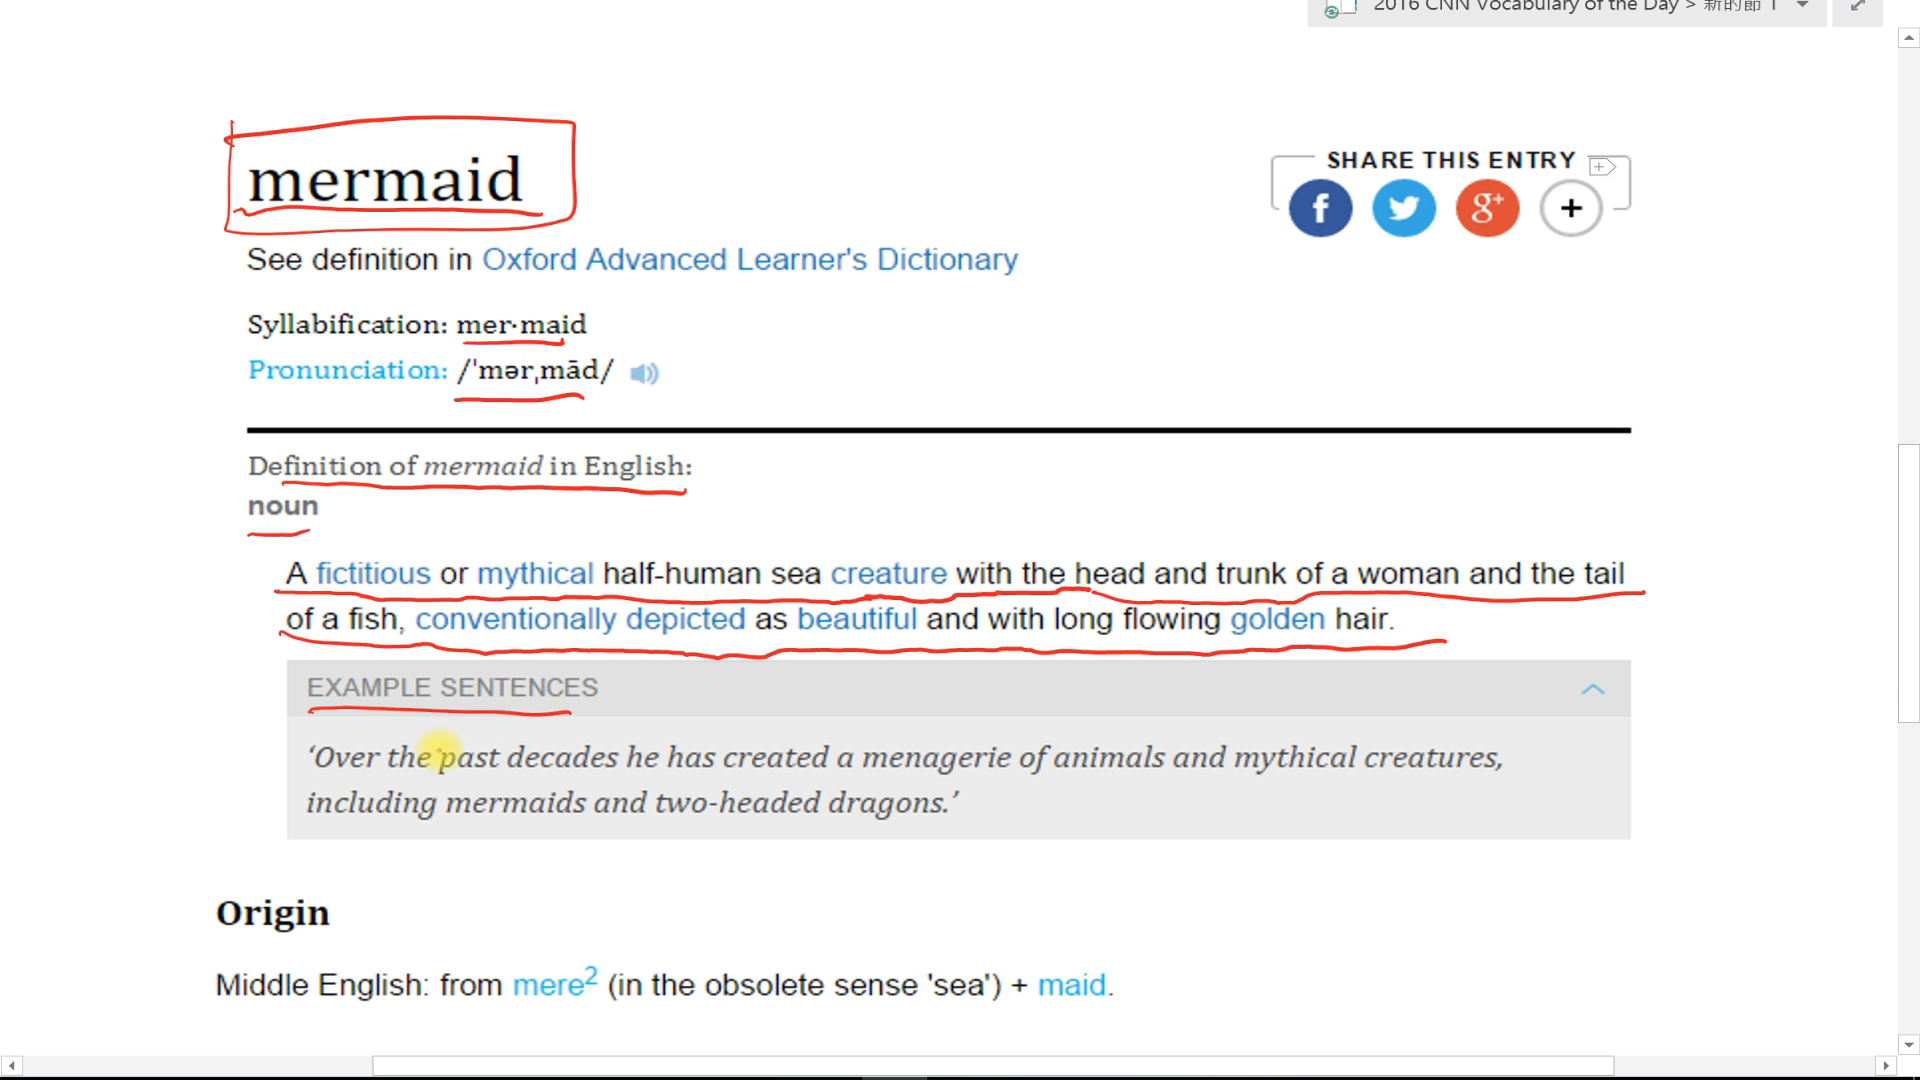 2016 CNN Vocabulary of the Day > 新的節 1
mermaid
SHARE THIS ENTRY
f
g+
+
See definition in Oxford Advanced Learner's Dictionary
Syllabification: mer·maid
Pronunciation: /ˈmərˌmād/
Definition of mermaid in English:
noun
A fictitious or mythical half-human sea creature with the head and trunk of a woman and the tail
of a fish, conventionally depicted as beautiful and with long flowing golden hair.
EXAMPLE SENTENCES
‘Over the past decades he has created a menagerie of animals and mythical creatures,
including mermaids and two-headed dragons.’
Origin
Middle English: from mere2 (in the obsolete sense 'sea') + maid.